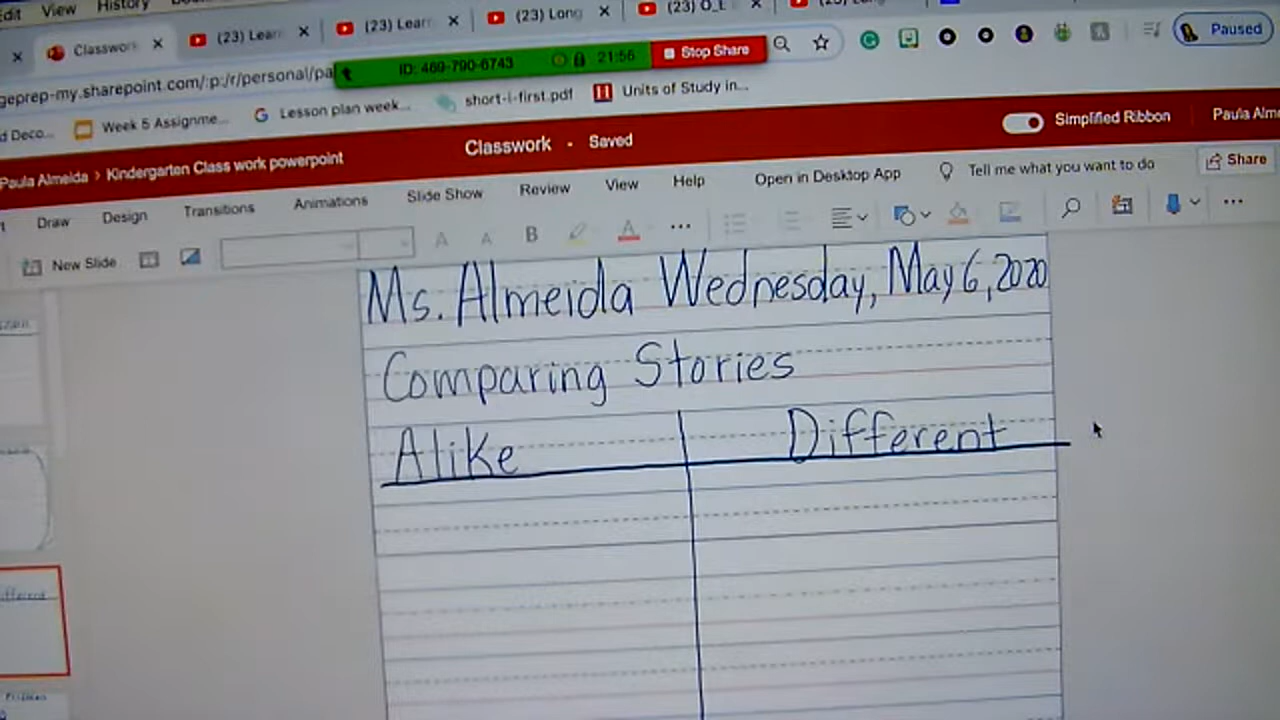 Edit View History
Classwork (23) Lear (23) Lear (23) Long (23)
geprep-my.sharepoint.com/:p:/r/personal/pa ID: 469-790-6743 21:56 Stop Share Paused
d Deco... Week 5 Assignme... Lesson plan week... short-i-first.pdf Units of Study in...
Paula Almeida > Kindergarten Class work powerpoint Classwork - Saved Simplified Ribbon Paula Alme
Draw Design Transitions Animations Slide Show Review View Help Open in Desktop App Tell me what you want to do Share
New Slide A A B A
Ms. Almeida Wednesday, May 6, 2020
Comparing Stories
Alike Different